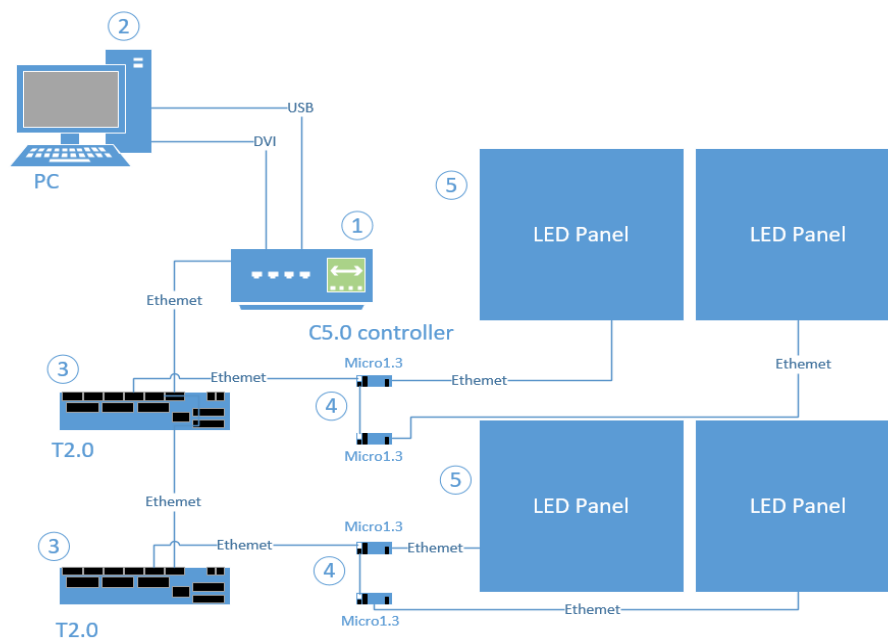 2
USB
DVI
PC
1
5
LED Panel
LED Panel
Ethemet
C5.0 controller
3
Ethemet
Micro1.3
Ethemet
Ethemet
4
T2.0
Micro1.3
5
Ethemet
LED Panel
LED Panel
3
Ethemet
Micro1.3
Ethemet
4
T2.0
Micro1.3
Ethemet